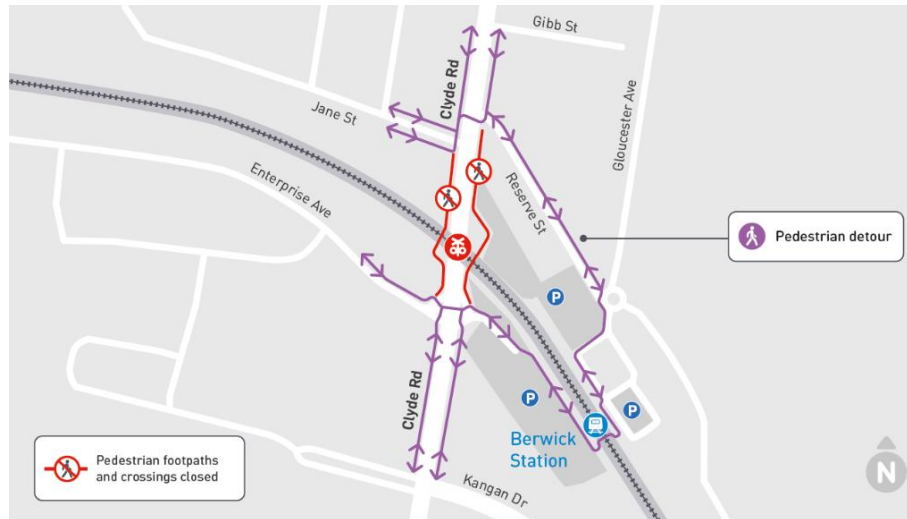 Gibb St
Clyde Rd
Jane St
Gloucester Ave
Enterprise Ave
Reserve St
Pedestrian detour
P
P
P
Clyde Rd
Berwick
Station
Pedestrian footpaths
and crossings closed
Kangan Dr
N